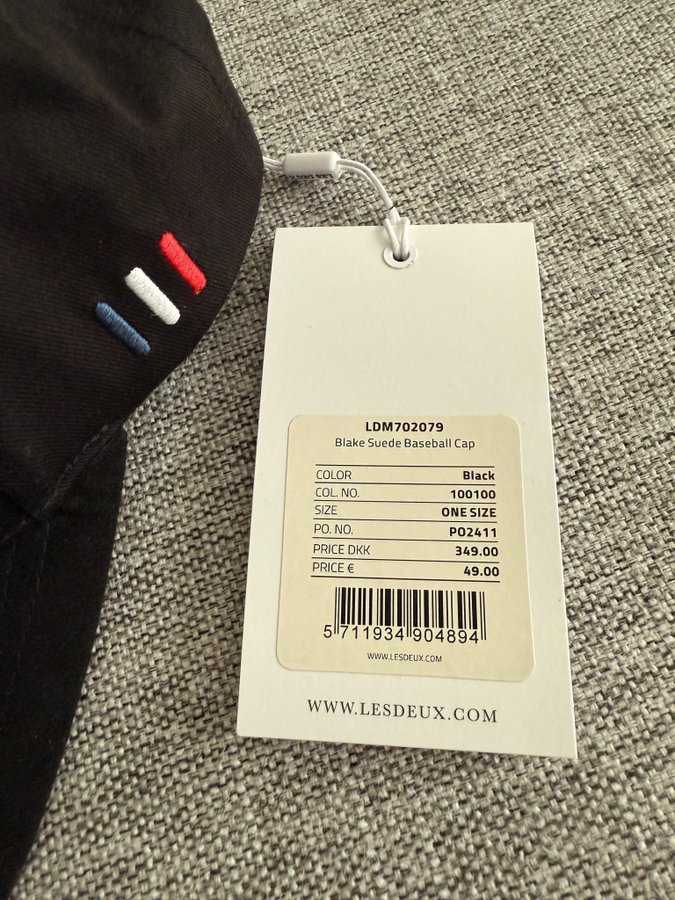 LDM702079
Blake Suede Baseball Cap
COLOR Black
COL. NO. 100100
SIZE ONE SIZE
PO. NO. PO2411
PRICE DKK 349.00
PRICE € 49.00
5 711934 904894
WWW.LESDEUX.COM
WWW.LESDEUX.COM